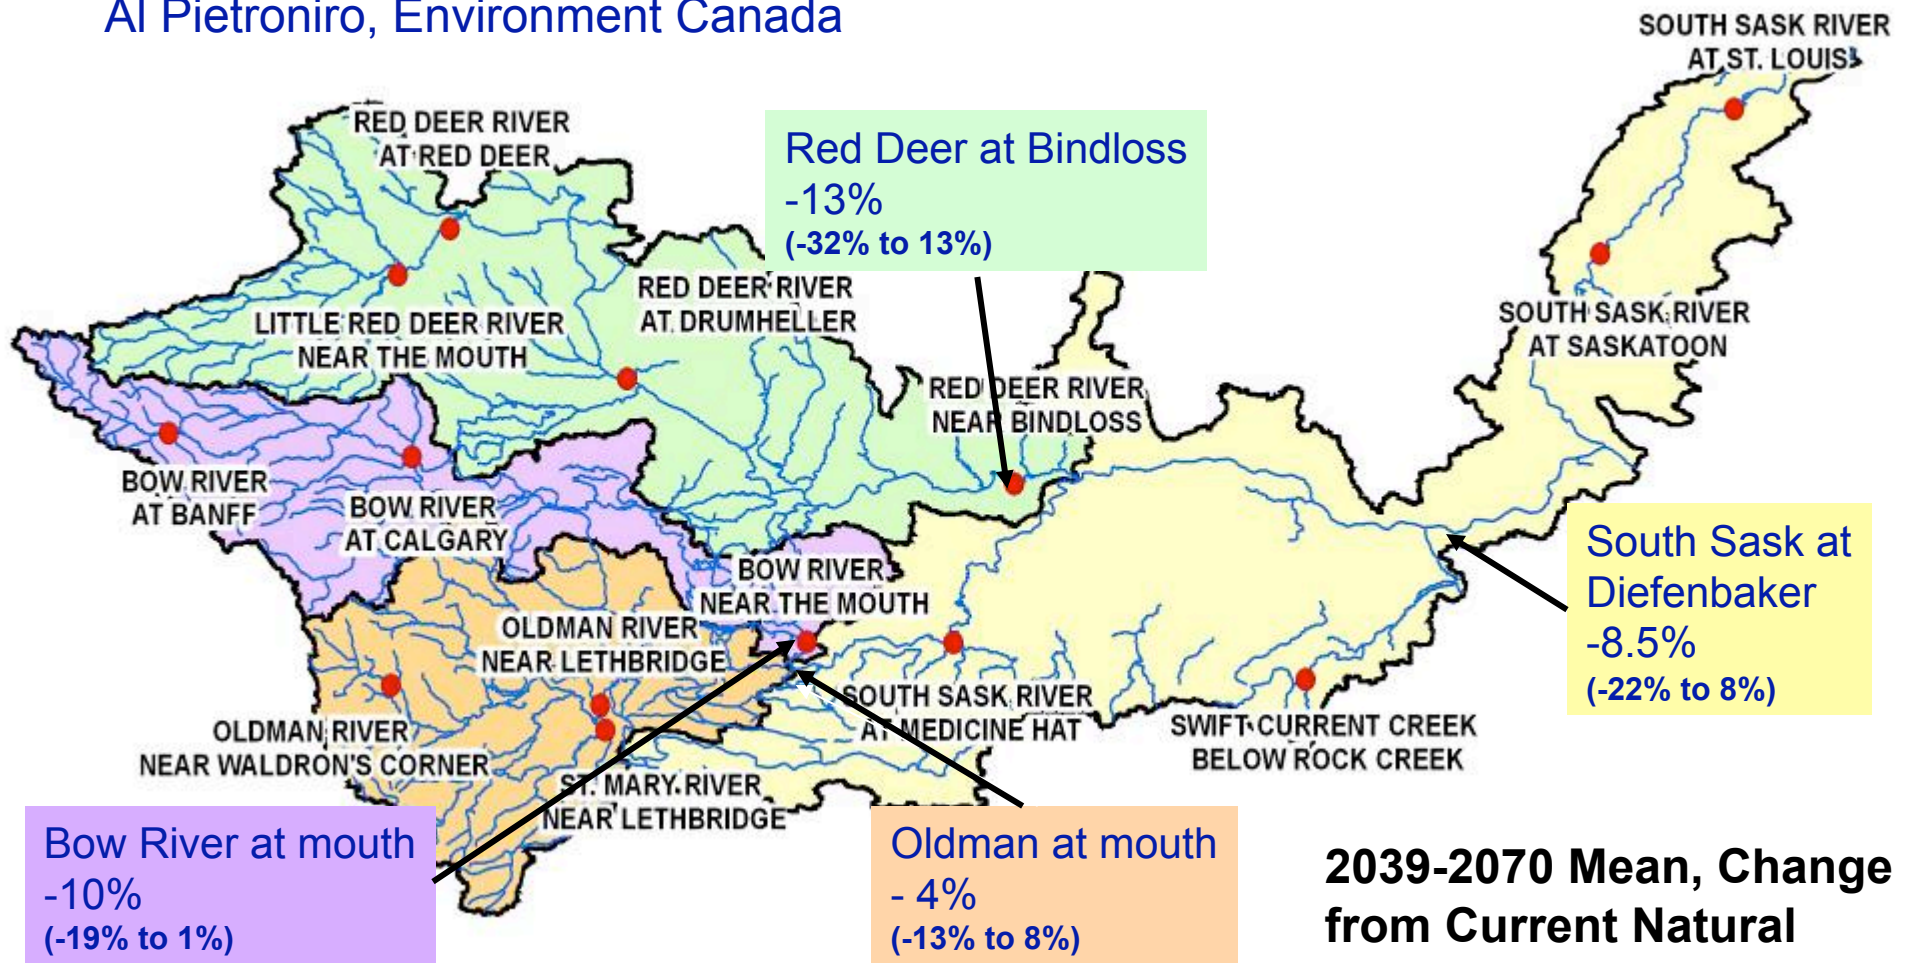 Al Pietroniro, Environment Canada
SOUTH SASK RIVER
AT ST. LOUIS
RED DEER RIVER
AT RED DEER
Red Deer at Bindloss
-13%
(-32% to 13%)
RED DEER RIVER
AT DRUMHELLER
LITTLE RED DEER RIVER
NEAR THE MOUTH
SOUTH SASK RIVER
AT SASKATOON
RED DEER RIVER
NEAR BINDLOSS
BOW RIVER
AT BANFF
BOW RIVER
AT CALGARY
South Sask at
Diefenbaker
-8.5%
(-22% to 8%)
BOW RIVER
NEAR THE MOUTH
OLDMAN RIVER
NEAR LETHBRIDGE
SOUTH SASK RIVER
AT MEDICINE HAT
SWIFT CURRENT CREEK
BELOW ROCK CREEK
OLDMAN RIVER
NEAR WALDRON'S CORNER
ST. MARY RIVER
NEAR LETHBRIDGE
Bow River at mouth
-10%
(-19% to 1%)
Oldman at mouth
- 4%
(-13% to 8%)
2039-2070 Mean, Change
from Current Natural